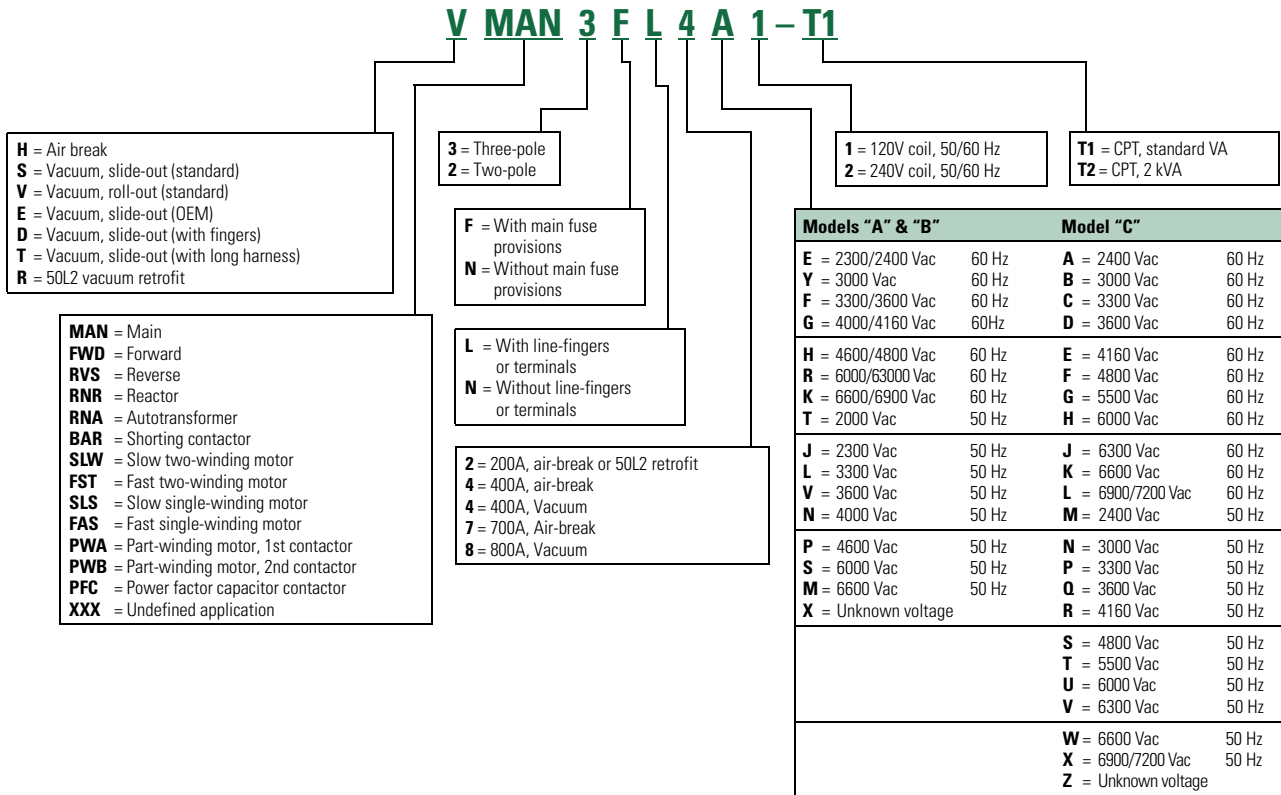 V MAN 3 F L 4 A 1 – T1
H = Air break
S = Vacuum, slide-out (standard)
V = Vacuum, roll-out (standard)
E = Vacuum, slide-out (OEM)
D = Vacuum, slide-out (with fingers)
T = Vacuum, slide-out (with long harness)
R = 50L2 vacuum retrofit
MAN = Main
FWD = Forward
RVS = Reverse
RNR = Reactor
RNA = Autotransformer
BAR = Shorting contactor
SLW = Slow two-winding motor
FST = Fast two-winding motor
SLS = Slow single-winding motor
FAS = Fast single-winding motor
PWA = Part-winding motor, 1st contactor
PWB = Part-winding motor, 2nd contactor
PFC = Power factor capacitor contactor
XXX = Undefined application
3 = Three-pole
2 = Two-pole
F = With main fuse
provisions
N = Without main fuse
provisions
L = With line-fingers
or terminals
N = Without line-fingers
or terminals
2 = 200A, air-break or 50L2 retrofit
4 = 400A, air-break
4 = 400A, Vacuum
7 = 700A, Air-break
8 = 800A, Vacuum
1 = 120V coil, 50/60 Hz
2 = 240V coil, 50/60 Hz
T1 = CPT, standard VA
T2 = CPT, 2 kVA
Models “A” & “B” Model “C”
E = 2300/2400 Vac 60 Hz A = 2400 Vac 60 Hz
Y = 3000 Vac 60 Hz B = 3000 Vac 60 Hz
F = 3300/3600 Vac 60 Hz C = 3300 Vac 60 Hz
G = 4000/4160 Vac 60Hz D = 3600 Vac 60 Hz
H = 4600/4800 Vac 60 Hz E = 4160 Vac 60 Hz
R = 6000/63000 Vac 60 Hz F = 4800 Vac 60 Hz
K = 6600/6900 Vac 60 Hz G = 5500 Vac 60 Hz
T = 2000 Vac 50 Hz H = 6000 Vac 60 Hz
J = 2300 Vac 50 Hz J = 6300 Vac 60 Hz
L = 3300 Vac 50 Hz K = 6600 Vac 60 Hz
V = 3600 Vac 50 Hz L = 6900/7200 Vac 60 Hz
N = 4000 Vac 50 Hz M = 2400 Vac 50 Hz
P = 4600 Vac 50 Hz N = 3000 Vac 50 Hz
S = 6000 Vac 50 Hz P = 3300 Vac 50 Hz
M = 6600 Vac 50 Hz Q = 3600 Vac 50 Hz
X = Unknown voltage R = 4160 Vac 50 Hz
S = 4800 Vac 50 Hz
T = 5500 Vac 50 Hz
U = 6000 Vac 50 Hz
V = 6300 Vac 50 Hz
W = 6600 Vac 50 Hz
X = 6900/7200 Vac 50 Hz
Z = Unknown voltage